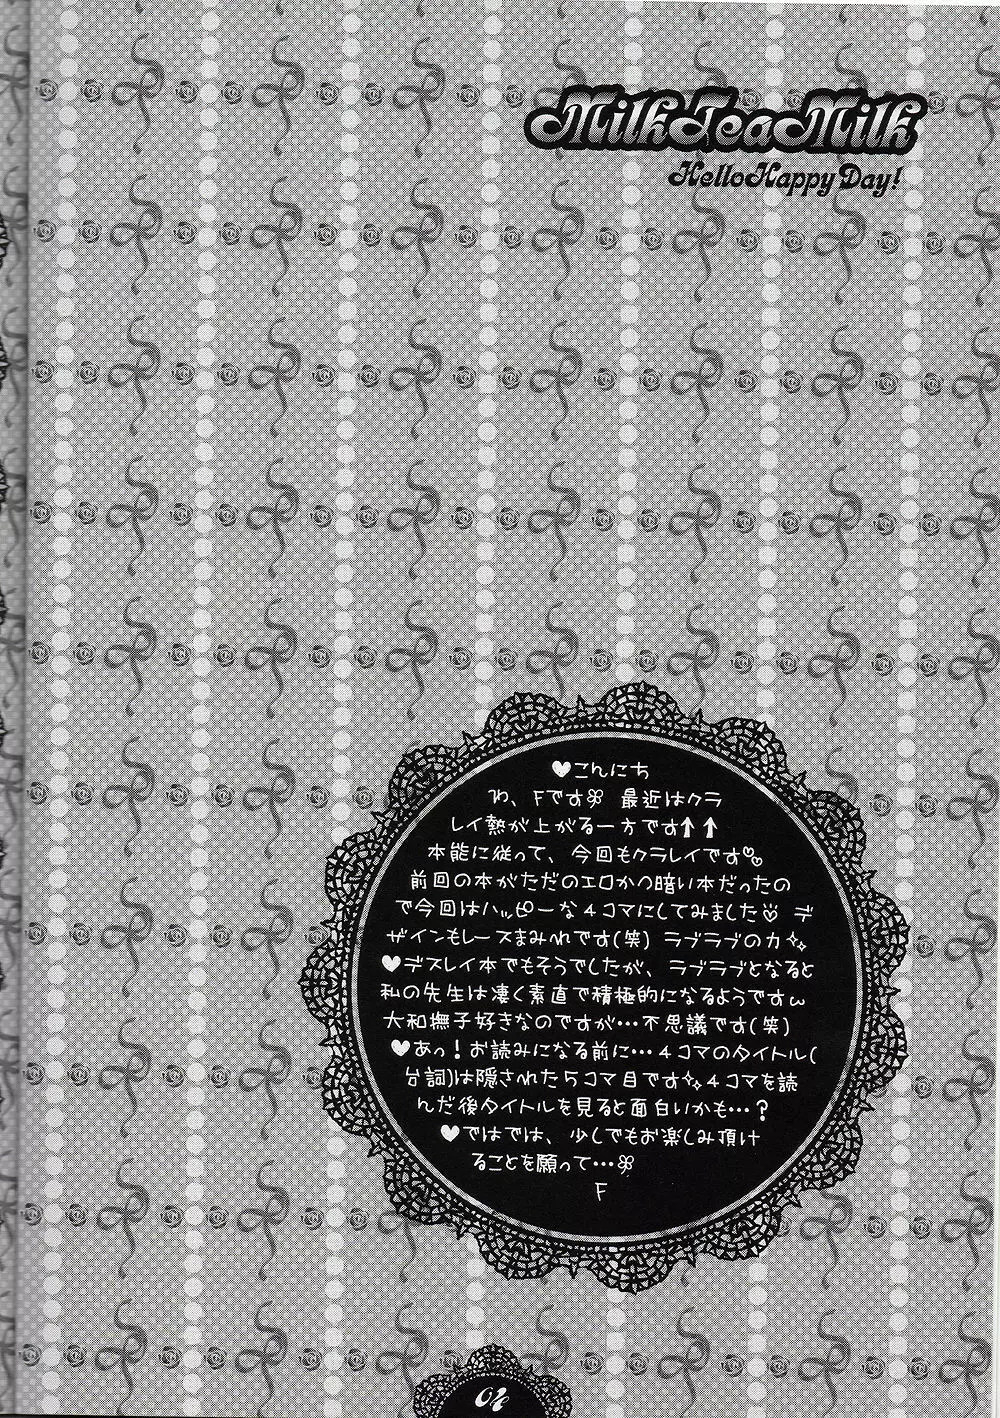 MilkTeaMilk
HelloHappyDay!
♥こんにち
わ、Fです 最近はクラ
レイ熱が上がる一方です↑↑
本能に従って、今回もクラレイです
前回の本がただのエロかつ暗い本だったの
で今回はハッピーな4コマにしてみました デ
ザインもレースまみれです(笑) ラブラブの力
♥デスレイ本でもそうでしたが、ラブラブとなると
私の先生は凄く素直で積極的になるようですω
大和撫子好きなのですが…不思議です(笑)
♥あっ!お読みになる前に…4コマのタイトル(
台詞)は隠された5コマ目です 4コマを読
んだ後タイトルを見ると面白いかも…?
♥ではでは、少しでもお楽しみ頂け
ることを願って…
F
04